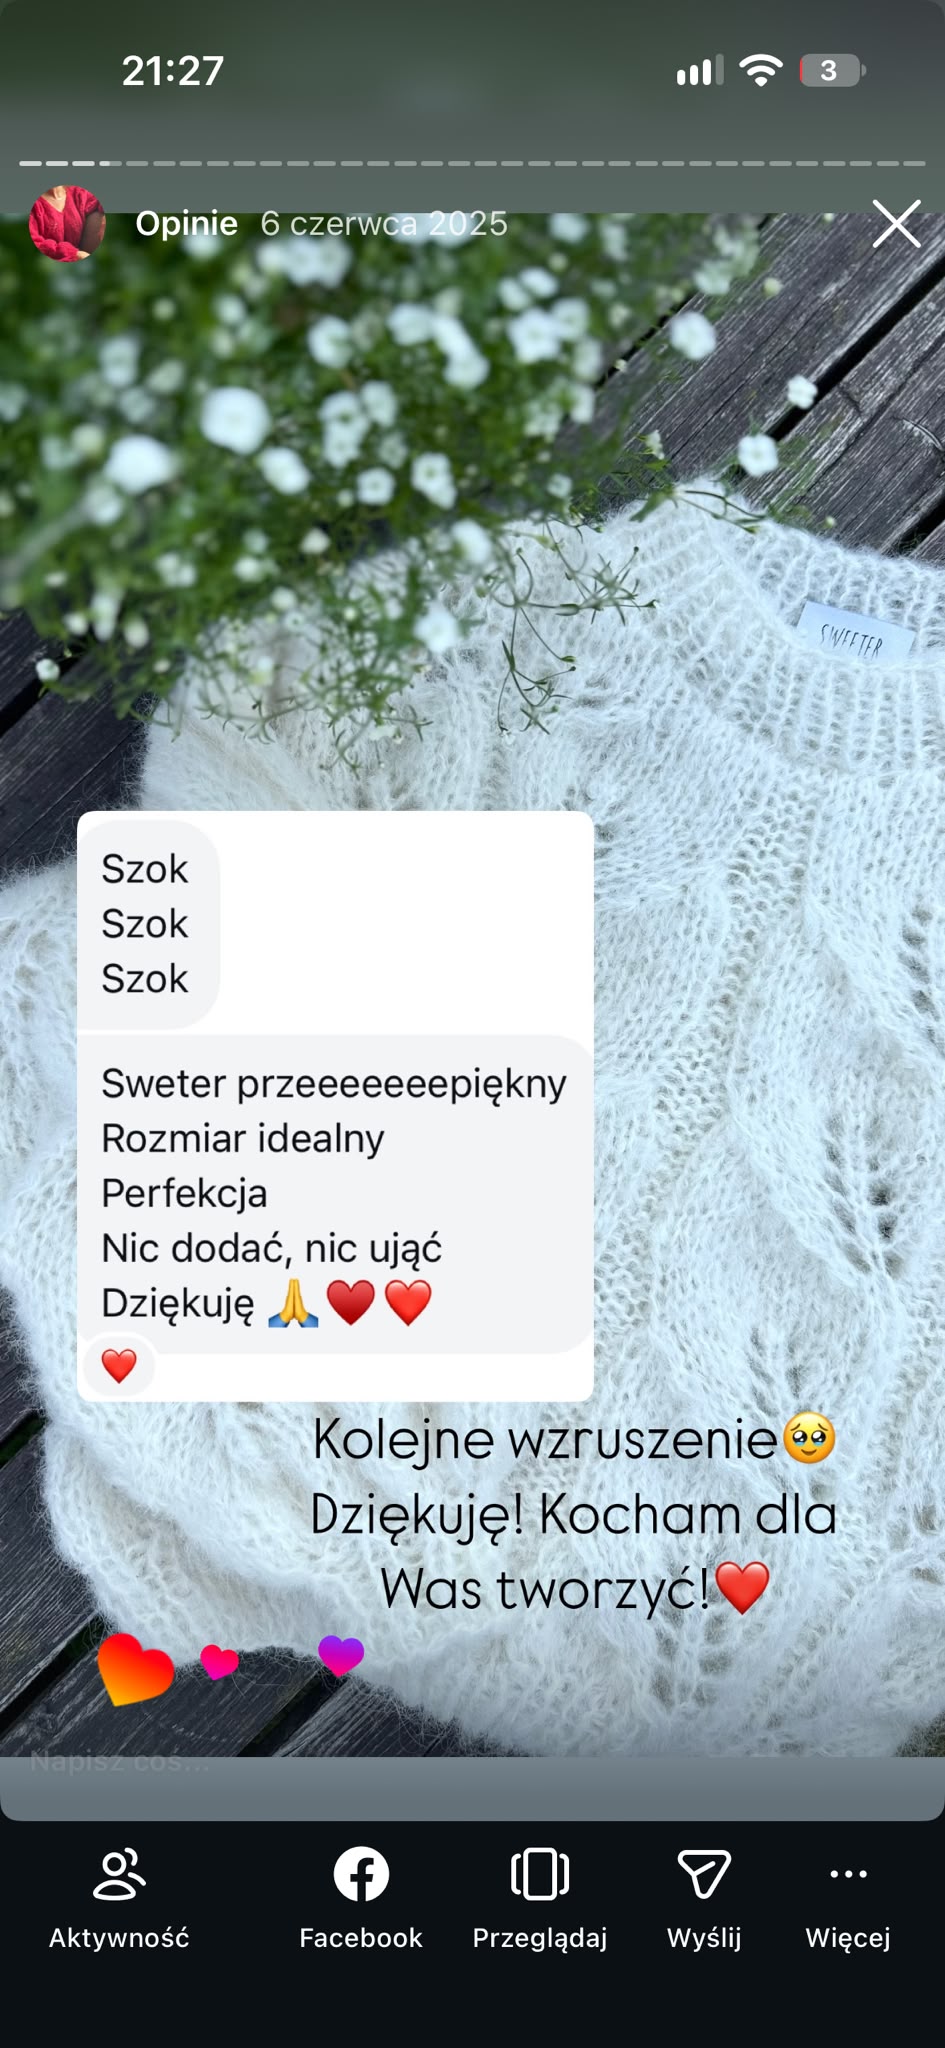 21:27
3
Opinie 6 czerwca 2025
SWEETER
Szok
Szok
Szok
Sweter przeeeeeeepiękny
Rozmiar idealny
Perfekcja
Nic dodać, nic ująć
Dziękuję 🙏♥️❤️
❤️
Kolejne wzruszenie🥹
Dziękuję! Kocham dla
Was tworzyć!❤️
Napisz coś...
Aktywność
Facebook
Przeglądaj
Wyślij
Więcej